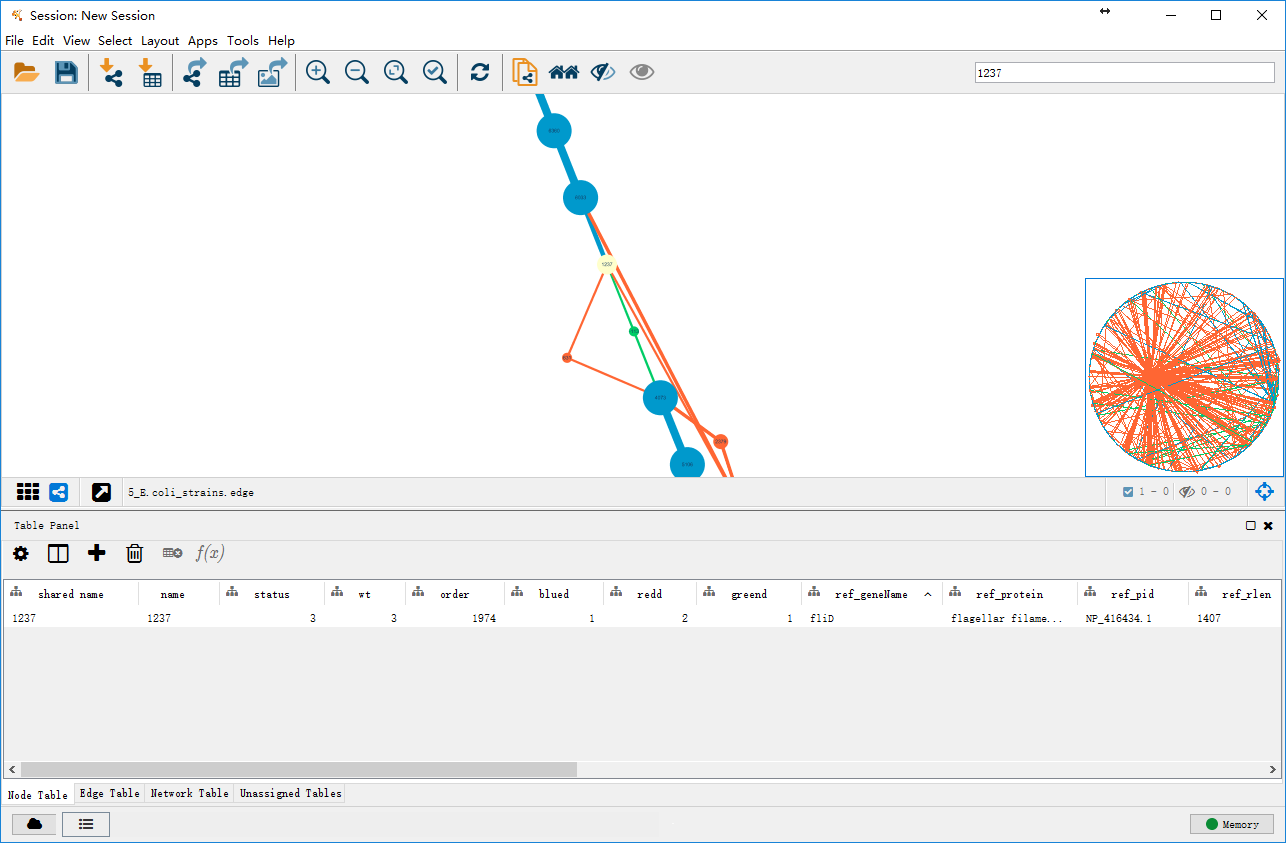 Session: New Session
File Edit View Select Layout Apps Tools Help
1237
1237
5_E.coli_strains.edge
1 - 0
0 - 0
Table Panel
f(x)
shared name name status wt order blued redd greend ref_geneName ref_protein ref_pid ref_rlen
1237 1237 3 3 1974 1 2 1 fliD flagellar filame... NP_416434.1 1407
Node Table Edge Table Network Table Unassigned Tables
Memory